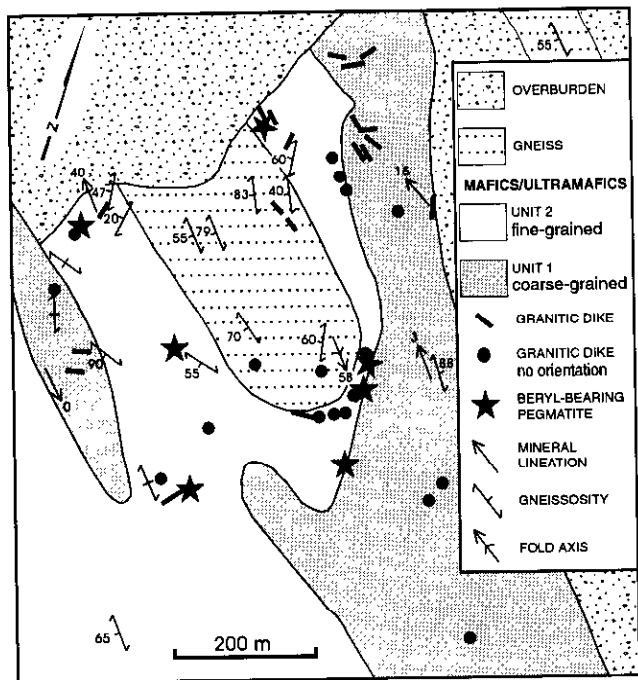 55
OVERBURDEN
GNEISS
MAFICS/ULTRAMAFICS
UNIT 2
fine-grained
UNIT 1
coarse-grained
GRANITIC DIKE
GRANITIC DIKE
no orientation
BERYL-BEARING
PEGMATITE
MINERAL
LINEATION
GNEISSOSITY
FOLD AXIS
N
40
47
20
60
83
40
55
79
16
70
60
58
3
88
90
55
0
65
200 m